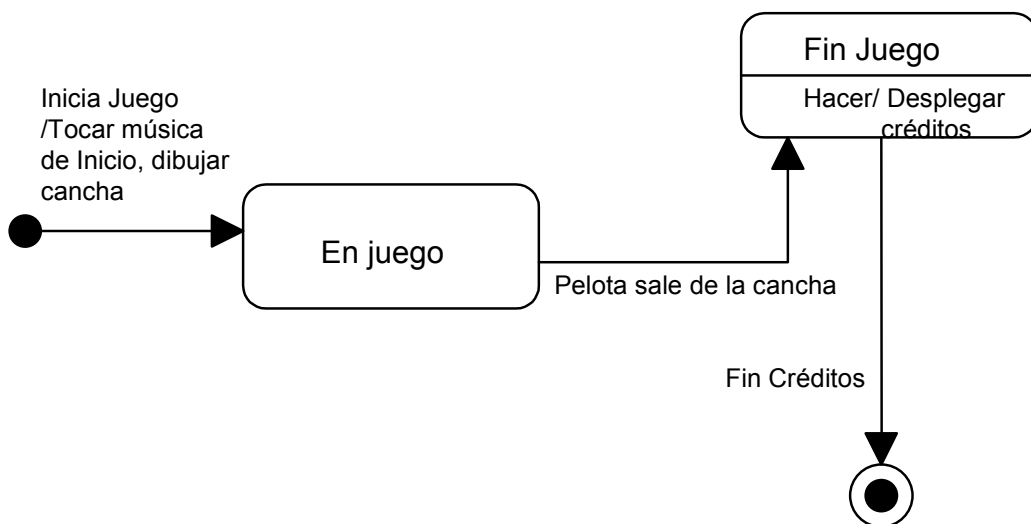 Inicia Juego
/Tocar música
de Inicio, dibujar
cancha
En juego
Pelota sale de la cancha
Fin Juego
Hacer/ Desplegar
créditos
Fin Créditos